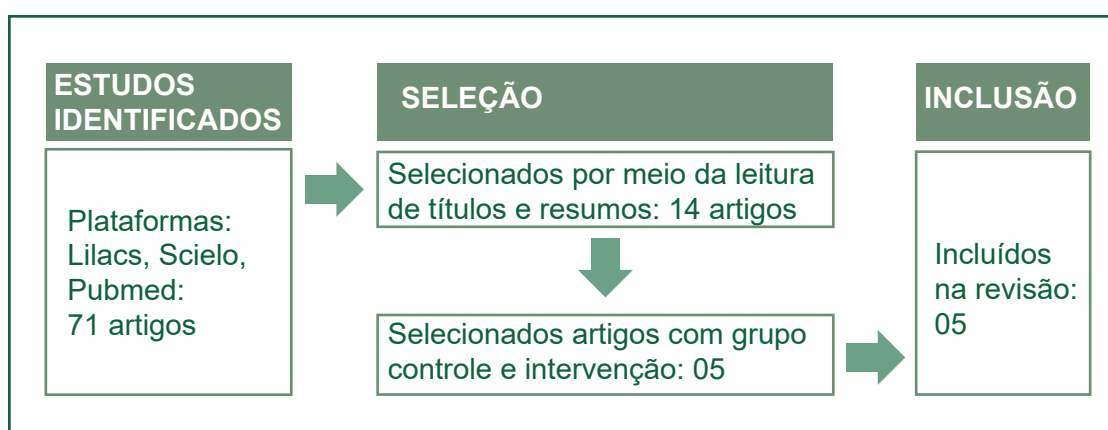 ESTUDOS
IDENTIFICADOS
Plataformas:
Lilacs, Scielo,
Pubmed:
71 artigos
SELEÇÃO
Selecionados por meio da leitura
de títulos e resumos: 14 artigos
Selecionados artigos com grupo
controle e intervenção: 05
INCLUSÃO
Incluídos
na revisão:
05